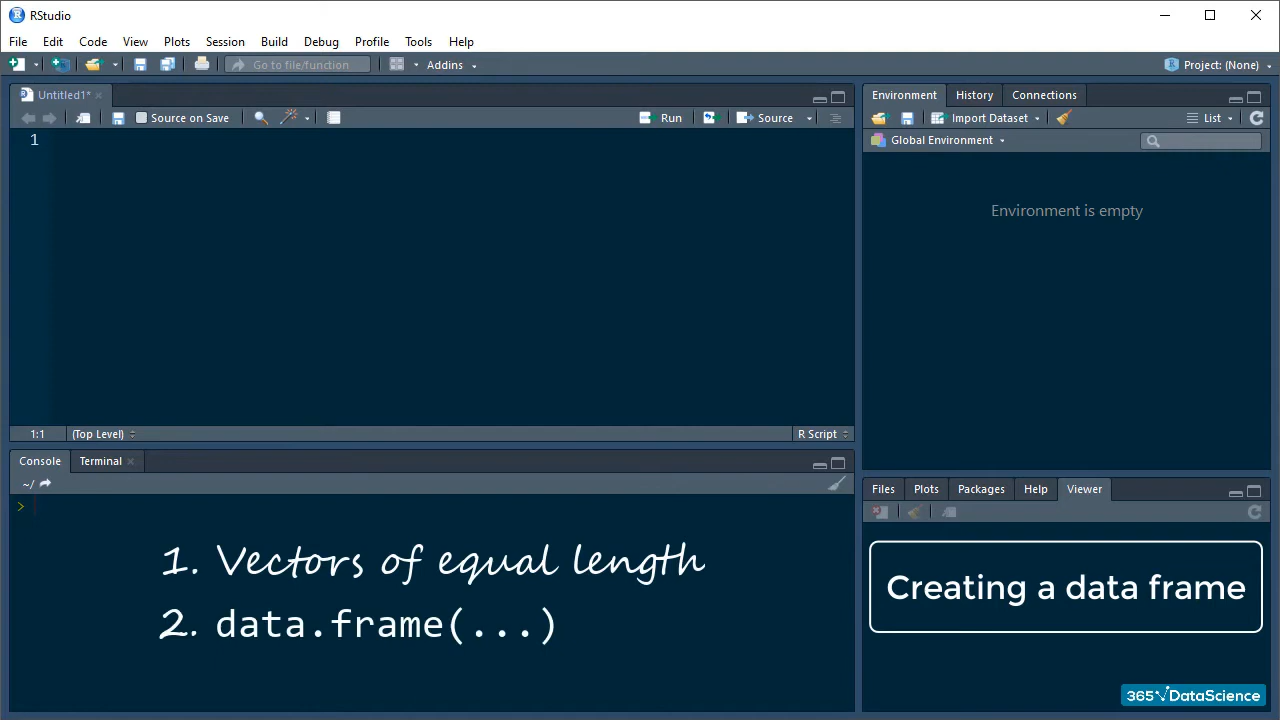 RStudio
File Edit Code View Plots Session Build Debug Profile Tools Help
Go to file/function Addins Project: (None)
Untitled1*
Source on Save Run Source
1
1:1 (Top Level) R Script
Console Terminal
~/
>
1. Vectors of equal length
2. data.frame(...)
Environment History Connections
Import Dataset List
Global Environment
Environment is empty
Files Plots Packages Help Viewer
Creating a data frame
365 DataScience